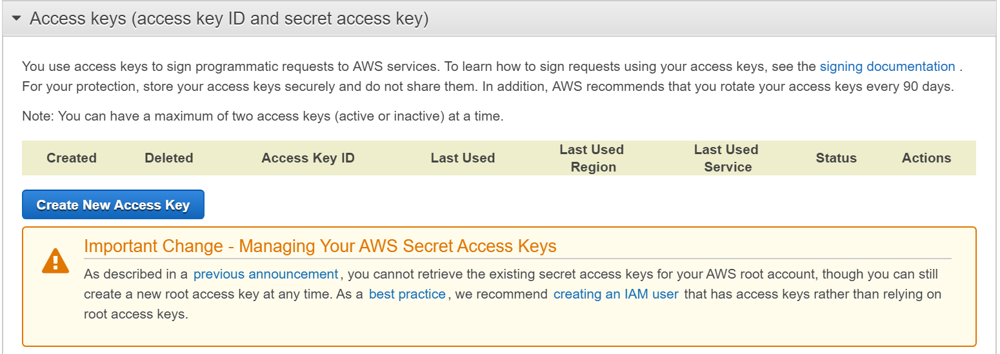 Access keys (access key ID and secret access key)
You use access keys to sign programmatic requests to AWS services. To learn how to sign requests using your access keys, see the signing documentation .
For your protection, store your access keys securely and do not share them. In addition, AWS recommends that you rotate your access keys every 90 days.
Note: You can have a maximum of two access keys (active or inactive) at a time.
Created Deleted Access Key ID Last Used Last Used Region Last Used Service Status Actions
Create New Access Key
Important Change - Managing Your AWS Secret Access Keys
As described in a previous announcement, you cannot retrieve the existing secret access keys for your AWS root account, though you can still
create a new root access key at any time. As a best practice, we recommend creating an IAM user that has access keys rather than relying on
root access keys.